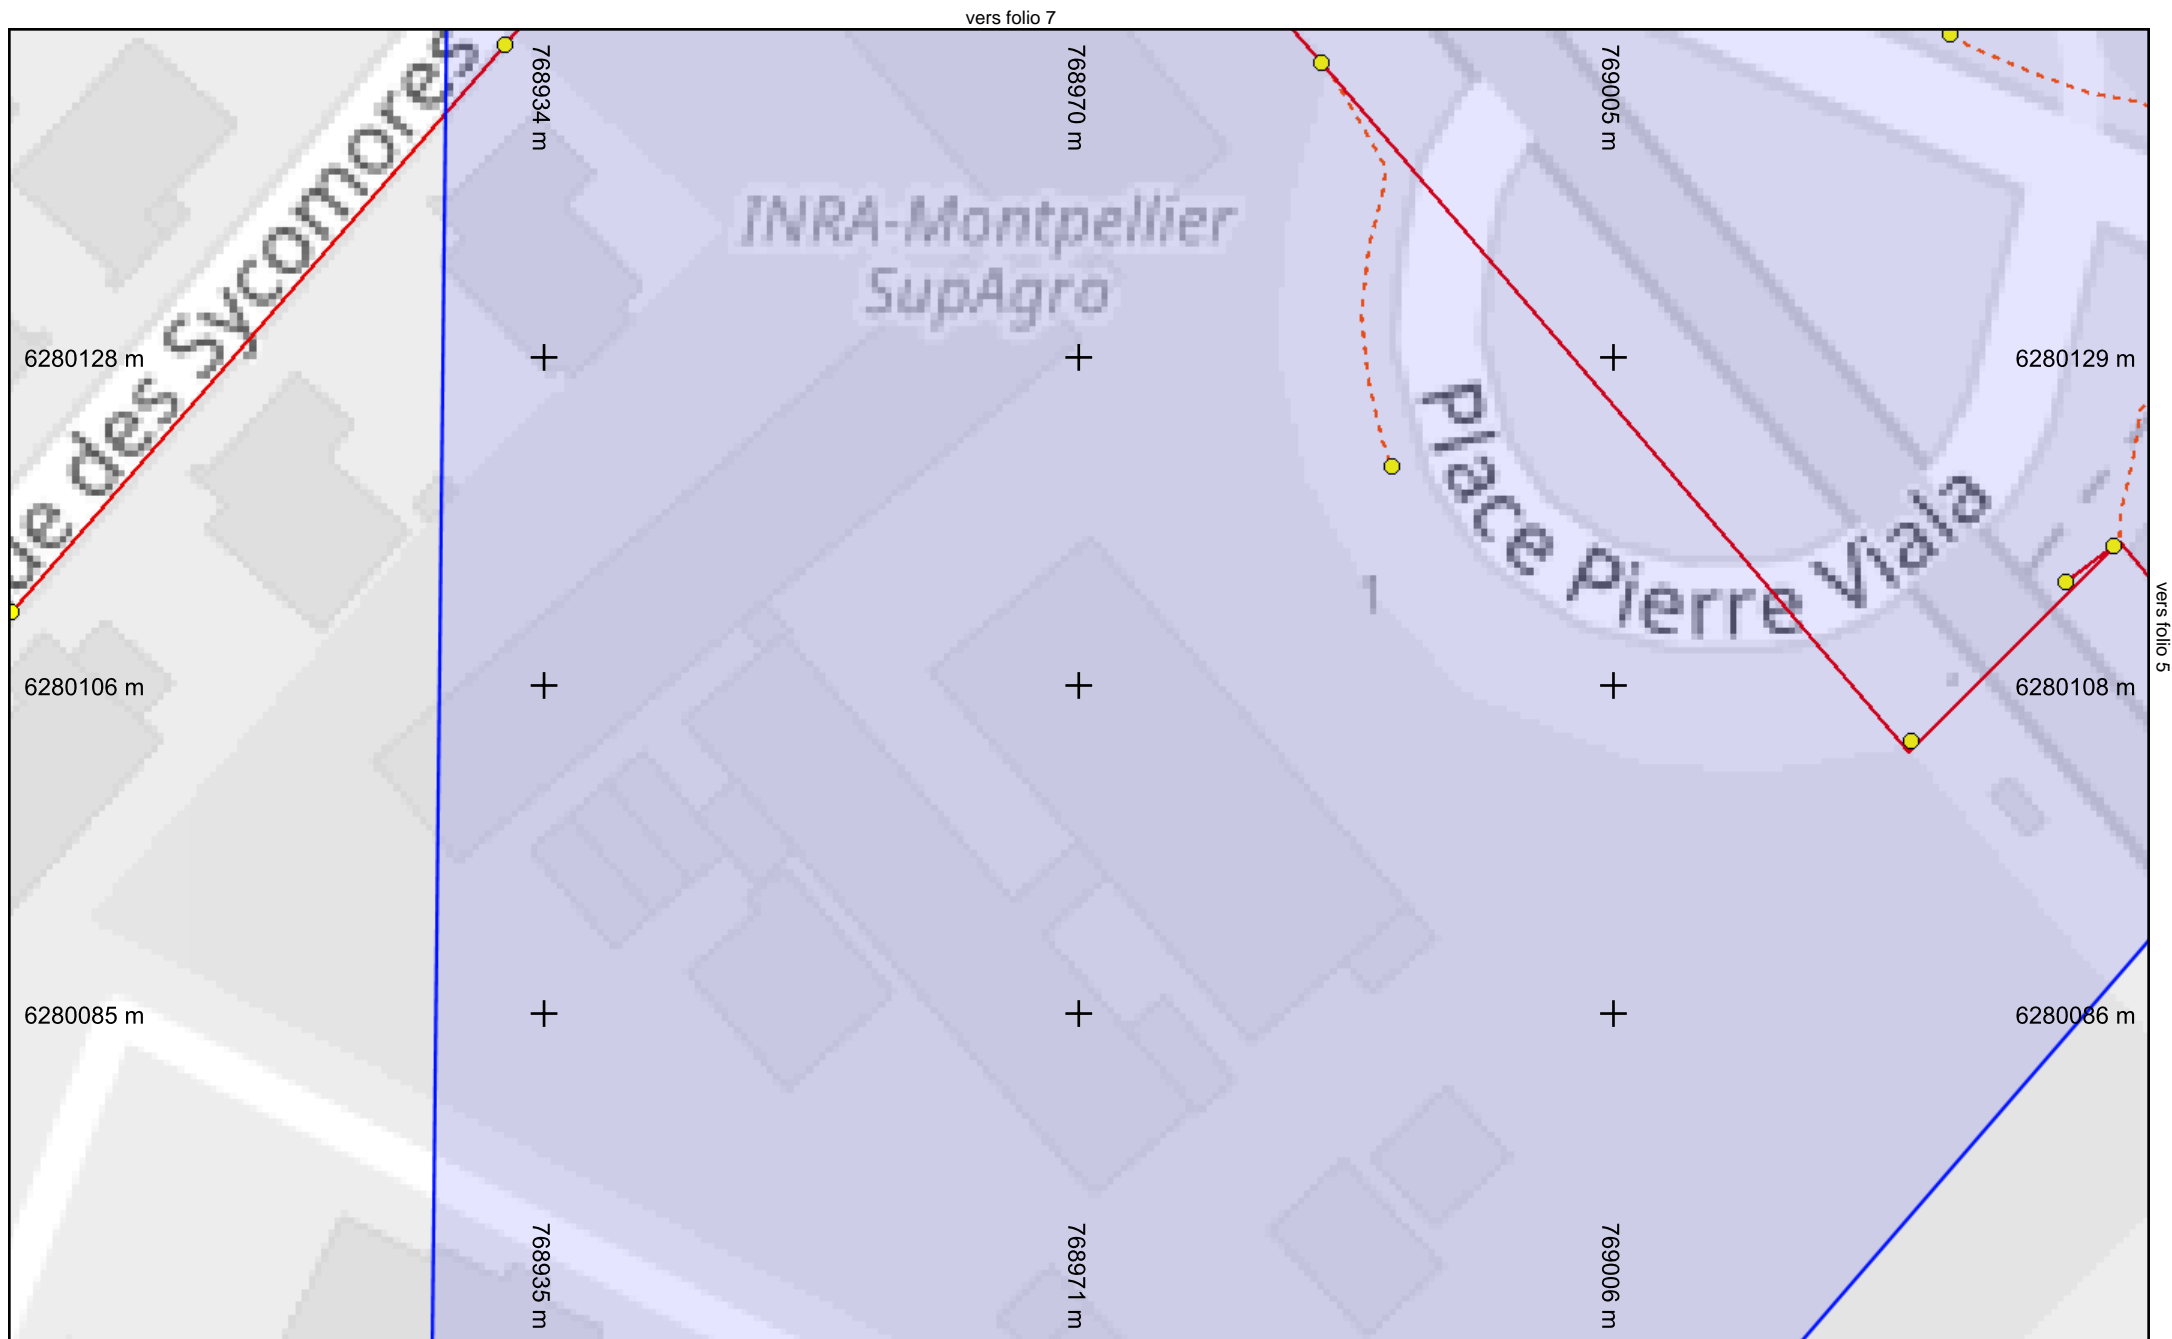 vers folio 7
768934 m
768970 m
769005 m
ue des Sycomores
INRA-Montpellier
SupAgro
6280128 m
6280129 m
Place Pierre Viala
1
vers folio 5
6280106 m
6280108 m
6280085 m
6280086 m
768935 m
768971 m
769006 m